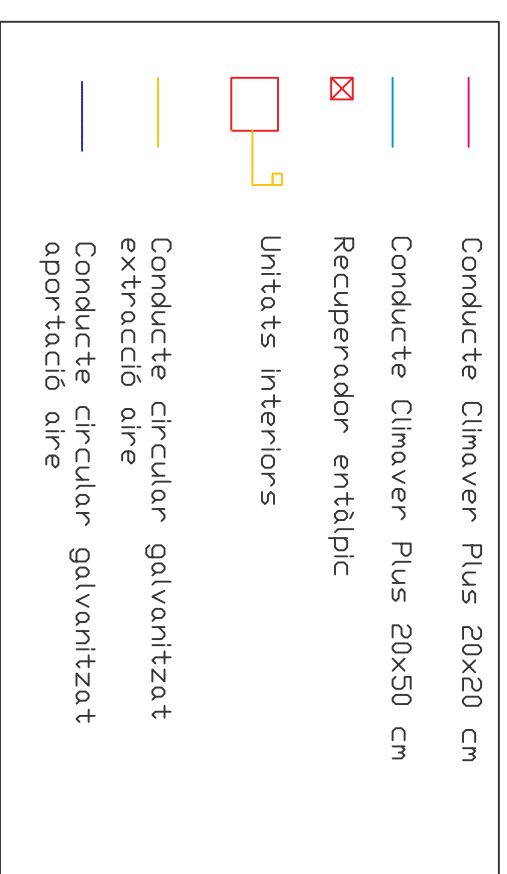 Conducte Climaver Plus 20x20 cm
Conducte Climaver Plus 20x50 cm
Recuperador entàlpic
Unitats interiors
Conducte circular galvanitzat
extracció aire
Conducte circular galvanitzat
aportació aire